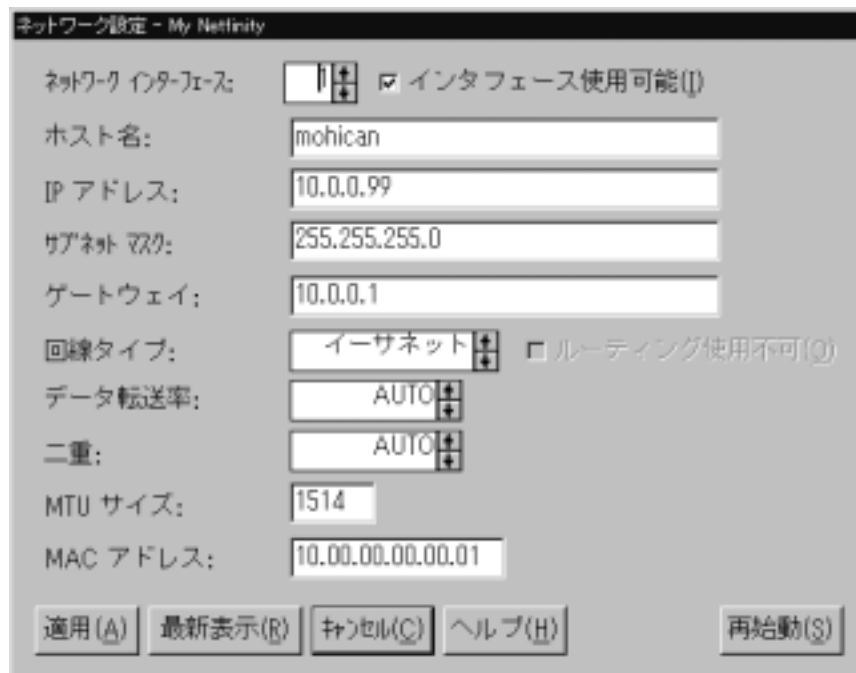 ネットワーク設定 - My Netfinity
ネットワーク インターフェース: 1 インタフェース使用可能(I)
ホスト名: mohican
IP アドレス: 10.0.0.99
サブネット マスク: 255.255.255.0
ゲートウェイ: 10.0.0.1
回線タイプ: イーサネット ルーティング使用不可(O)
データ転送率: AUTO
二重: AUTO
MTU サイズ: 1514
MAC アドレス: 10.00.00.00.00.01
適用(A) 最新表示(R) キャンセル(C) ヘルプ(H) 再始動(S)